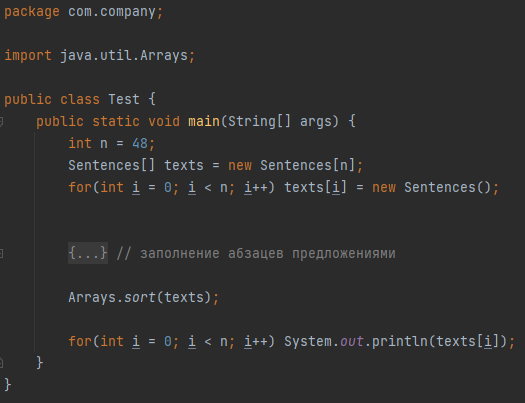 package com.company;
import java.util.Arrays;
public class Test {
public static void main(String[] args) {
int n = 48;
Sentences[] texts = new Sentences[n];
for(int i = 0; i < n; i++) texts[i] = new Sentences();
{...} // заполнение абзацев предложениями
Arrays.sort(texts);
for(int i = 0; i < n; i++) System.out.println(texts[i]);
}
}